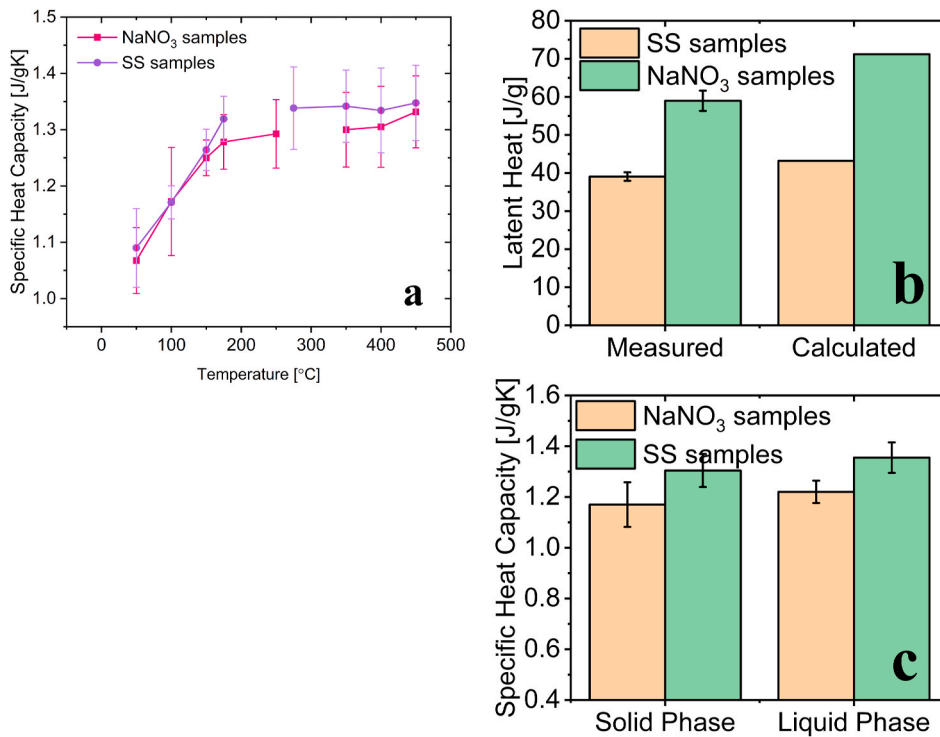 1.5
1.4
1.3
1.2
1.1
1.0
Specific Heat Capacity [J/gK]
NaNO₃ samples
SS samples
a
0 100 200 300 400 500
Temperature [°C]
80
70
60
50
40
30
20
10
0
Latent Heat [J/g]
SS samples
NaNO₃ samples
b
Measured Calculated
1.6
1.4
1.2
1.0
0.8
0.6
0.4
Specific Heat Capacity [J/gK]
NaNO₃ samples
SS samples
c
Solid Phase Liquid Phase